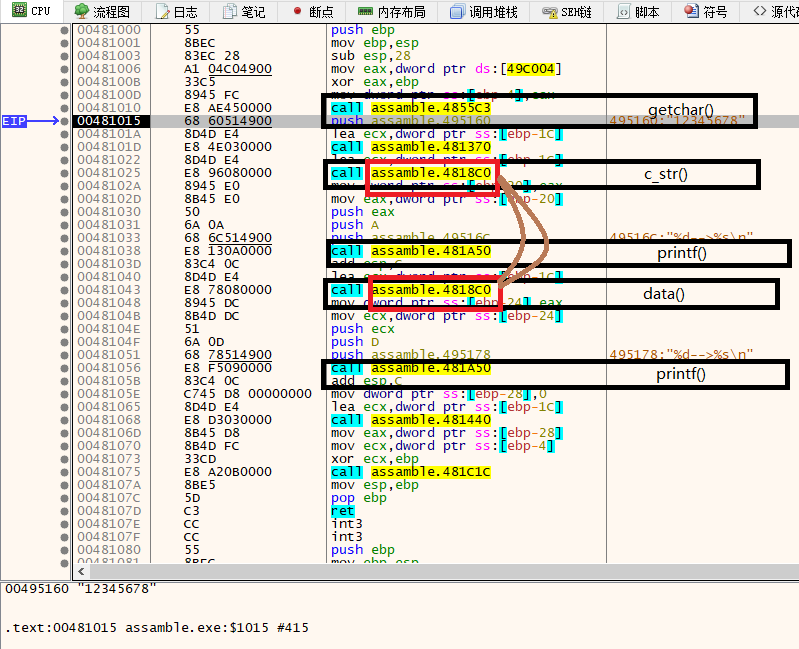 CPU 流程图 日志 笔记 断点 内存布局 调用堆栈 SEH链 脚本 符号 源代
00481000 55 push ebp
00481001 8BEC mov ebp,esp
00481003 83EC 28 sub esp,28
00481006 A1 04C04900 mov eax,dword ptr ds:[49C004]
0048100B 33C5 xor eax,ebp
0048100D 8945 FC mov dword ptr ss:[ebp-4],eax
00481010 E8 AE450000 call assamble.4855C3 getchar()
EIP 00481015 68 60514900 push assamble.495160 495160:"12345678"
0048101A 8D4D E4 lea ecx,dword ptr ss:[ebp-1C]
0048101D E8 4E030000 call assamble.481370
00481022 8D4D E4 lea ecx,dword ptr ss:[ebp-1C]
00481025 E8 96080000 call assamble.4818C0 c_str()
0048102A 8945 E0 mov dword ptr ss:[ebp-20],eax
0048102D 8B45 E0 mov eax,dword ptr ss:[ebp-20]
00481030 50 push eax
00481031 6A 0A push A
00481033 68 6C514900 push assamble.49516C 49516C:"%d-->%s\n"
00481038 E8 130A0000 call assamble.481A50 printf()
0048103D 83C4 0C add esp,C
00481040 8D4D E4 lea ecx,dword ptr ss:[ebp-1C]
00481043 E8 78080000 call assamble.4818C0 data()
00481048 8945 DC mov dword ptr ss:[ebp-24],eax
0048104B 8B4D DC mov ecx,dword ptr ss:[ebp-24]
0048104E 51 push ecx
0048104F 6A 0D push D
00481051 68 78514900 push assamble.495178 495178:"%d-->%s\n"
00481056 E8 F5090000 call assamble.481A50 printf()
0048105B 83C4 0C add esp,C
0048105E C745 D8 00000000 mov dword ptr ss:[ebp-28],0
00481065 8D4D E4 lea ecx,dword ptr ss:[ebp-1C]
00481068 E8 D3030000 call assamble.481440
0048106D 8B45 D8 mov eax,dword ptr ss:[ebp-28]
00481070 8B4D FC mov ecx,dword ptr ss:[ebp-4]
00481073 33CD xor ecx,ebp
00481075 E8 A20B0000 call assamble.481C1C
0048107A 8BE5 mov esp,ebp
0048107C 5D pop ebp
0048107D C3 ret
0048107E CC int3
0048107F CC int3
00481080 55 push ebp
00481081 8BEC mov ebp,esp
00495160 "12345678"
.text:00481015 assamble.exe:$1015 #415